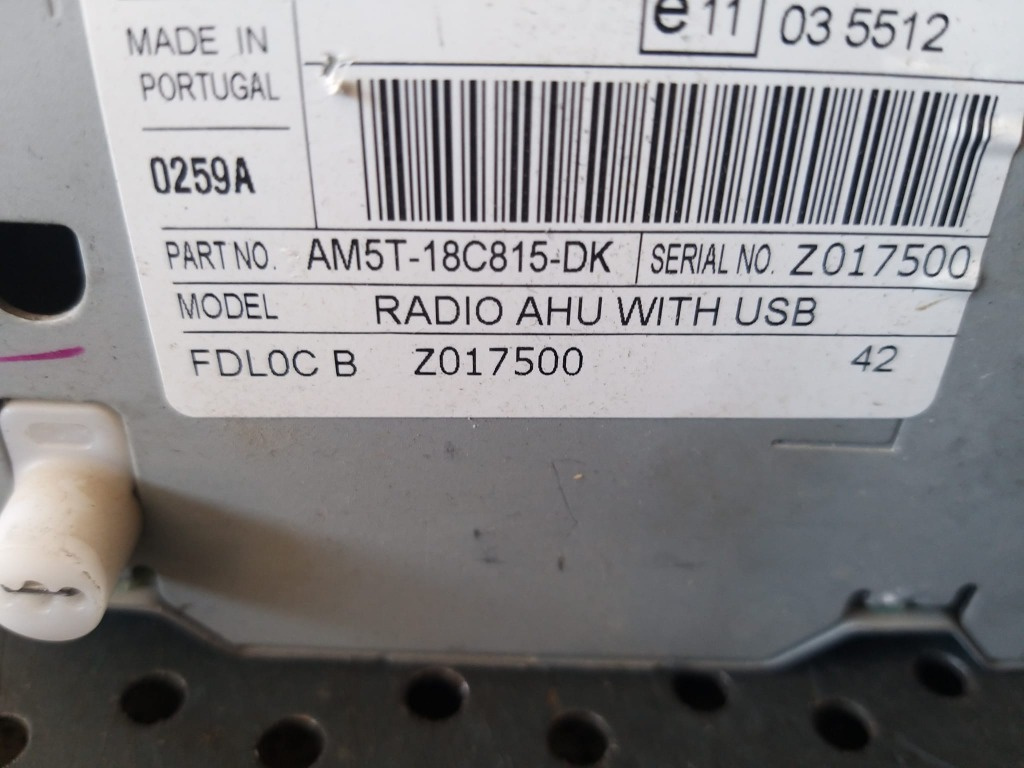 e11 03 5512
MADE IN
PORTUGAL
0259A
PART NO. AM5T-18C815-DK SERIAL NO. Z017500
MODEL RADIO AHU WITH USB
FDL0C B Z017500 42